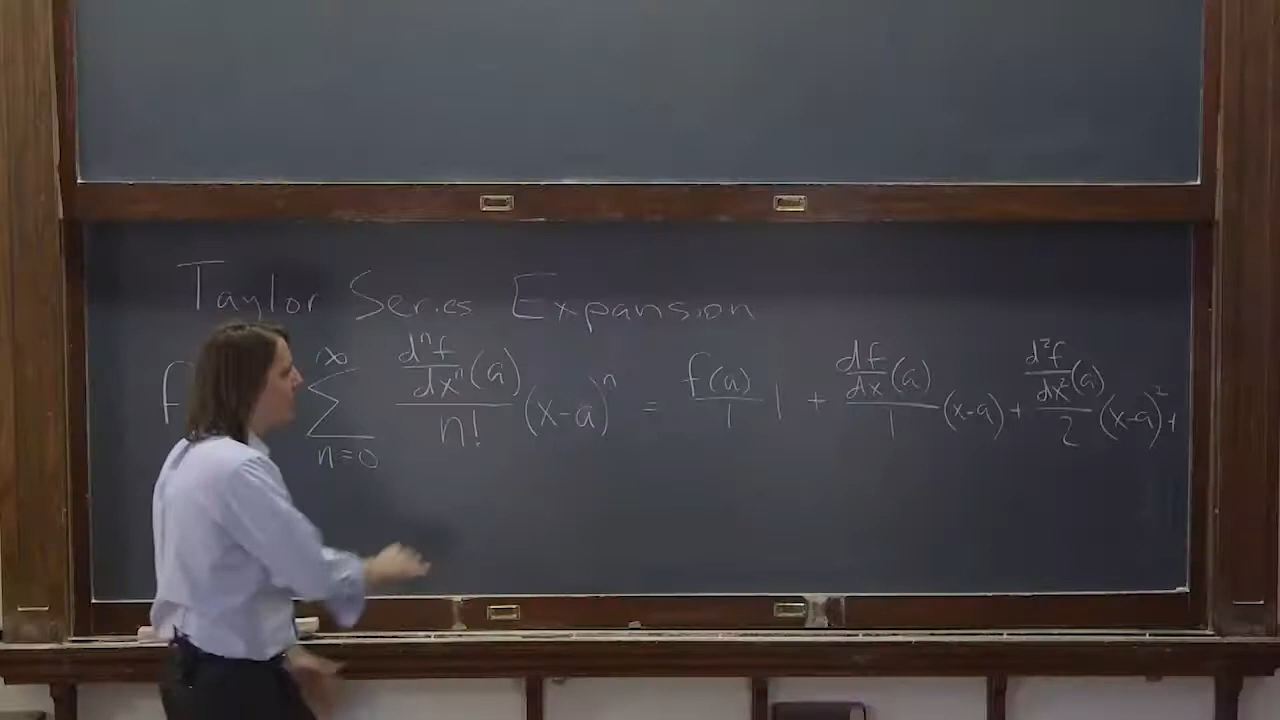 Taylor Series Expansion
f ∞ Σ n=0 dⁿf/dxⁿ(a) / n! (x-a)ⁿ = f(a)/1 1 + df/dx(a) / 1 (x-a) + d²f/dx²(a) / 2 (x-a)² +